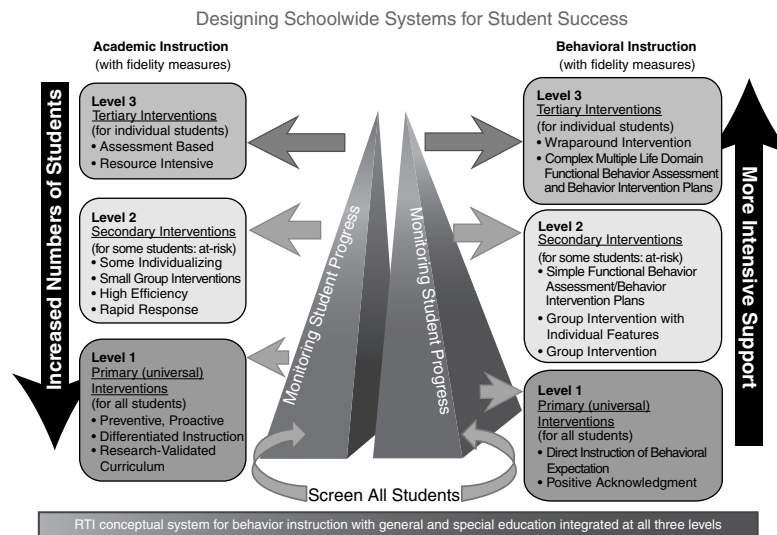 Designing Schoolwide Systems for Student Success
Academic Instruction
(with fidelity measures)
Behavioral Instruction
(with fidelity measures)
Increased Numbers of Students
Level 3
Tertiary Interventions
(for individual students)
• Assessment Based
• Resource Intensive
Level 2
Secondary Interventions
(for some students: at-risk)
• Some Individualizing
• Small Group Interventions
• High Efficiency
• Rapid Response
Level 1
Primary (universal)
Interventions
(for all students)
• Preventive, Proactive
• Differentiated Instruction
• Research-Validated
Curriculum
Monitoring Student Progress
Monitoring Student Progress
Level 3
Tertiary Interventions
(for individual students)
• Wraparound Intervention
• Complex Multiple Life Domain
Functional Behavior Assessment
and Behavior Intervention Plans
Level 2
Secondary Interventions
(for some students: at-risk)
• Simple Functional Behavior
Assessment/Behavior
Intervention Plans
• Group Intervention with
Individual Features
• Group Intervention
Level 1
Primary (universal)
Interventions
(for all students)
• Direct Instruction of Behavioral
Expectation
• Positive Acknowledgment
More Intensive Support
Screen All Students
RTI conceptual system for behavior instruction with general and special education integrated at all three levels